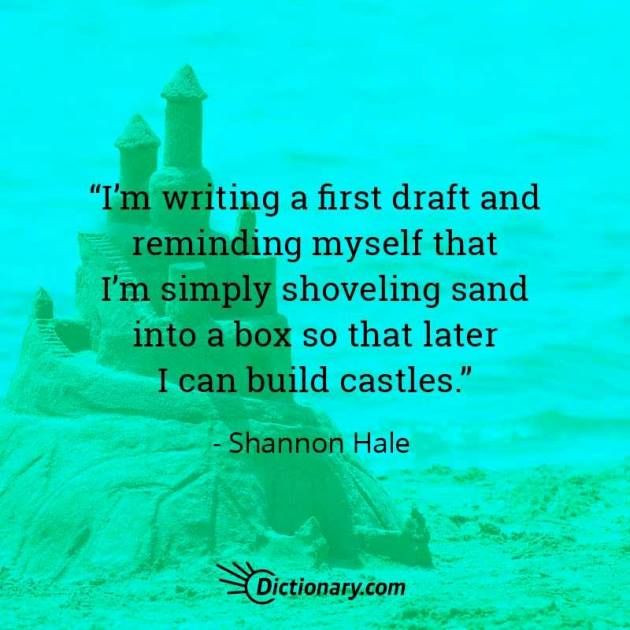 “I’m writing a first draft and
reminding myself that
I’m simply shoveling sand
into a box so that later
I can build castles.”
- Shannon Hale
Dictionary.com